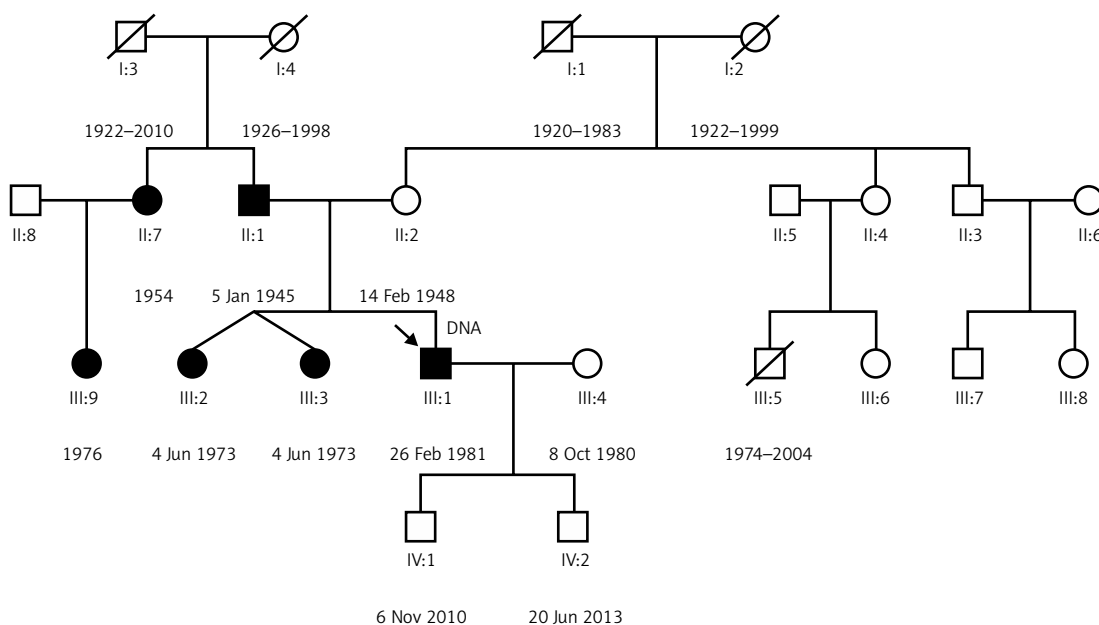 I:3 I:4 I:1 I:2
1922–2010 1926–1998 1920–1983 1922–1999
II:8 II:7 II:1 II:2 II:5 II:4 II:3 II:6
1954 5 Jan 1945 14 Feb 1948
DNA
III:9 III:2 III:3 III:1 III:4 III:5 III:6 III:7 III:8
1976 4 Jun 1973 4 Jun 1973 26 Feb 1981 8 Oct 1980 1974–2004
IV:1 IV:2
6 Nov 2010 20 Jun 2013